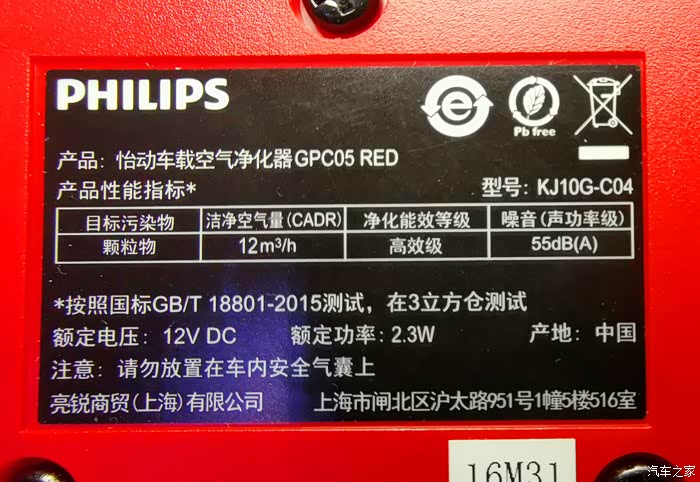 PHILIPS
e
Pb free
产品: 怡动车载空气净化器GPC05 RED
产品性能指标* 型号: KJ10G-C04
目标污染物 洁净空气量(CADR) 净化能效等级 噪音(声功率级)
颗粒物 12m³/h 高效级 55dB(A)
*按照国标GB/T 18801-2015测试，在3立方仓测试
额定电压: 12V DC 额定功率: 2.3W 产地: 中国
注意: 请勿放置在车内安全气囊上
亮锐商贸(上海)有限公司 上海市闸北区沪太路951号1幢5楼516室
16M31
汽车之家